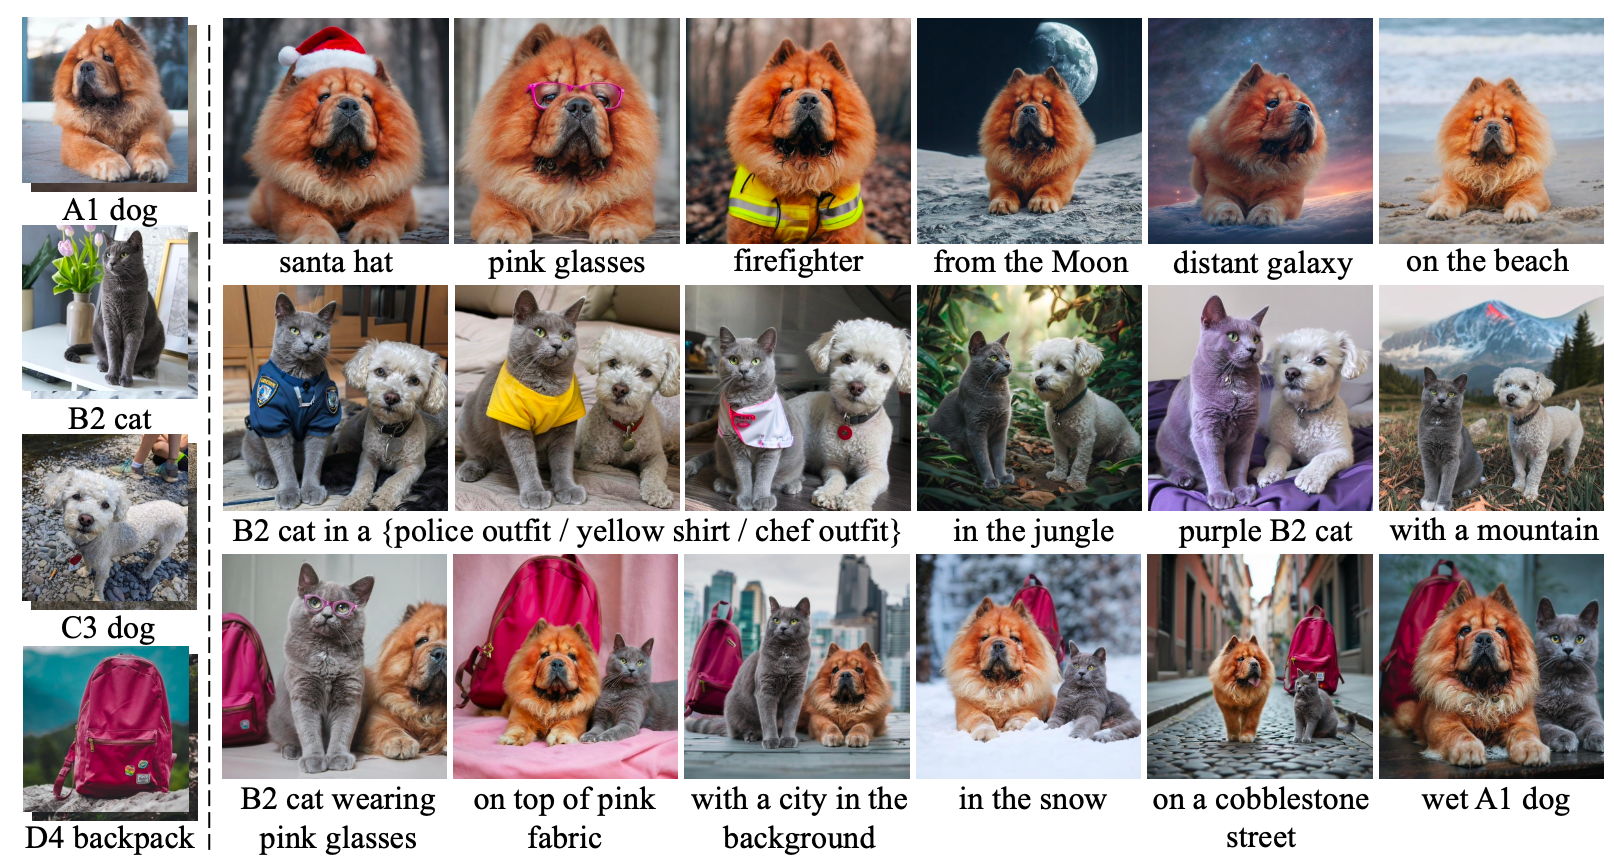 A1 dog
B2 cat
C3 dog
D4 backpack
santa hat
pink glasses
firefighter
from the Moon
distant galaxy
on the beach
B2 cat in a {police outfit / yellow shirt / chef outfit}
in the jungle
purple B2 cat
with a mountain
B2 cat wearing
pink glasses
on top of pink
fabric
with a city in the
background
in the snow
on a cobblestone
street
wet A1 dog